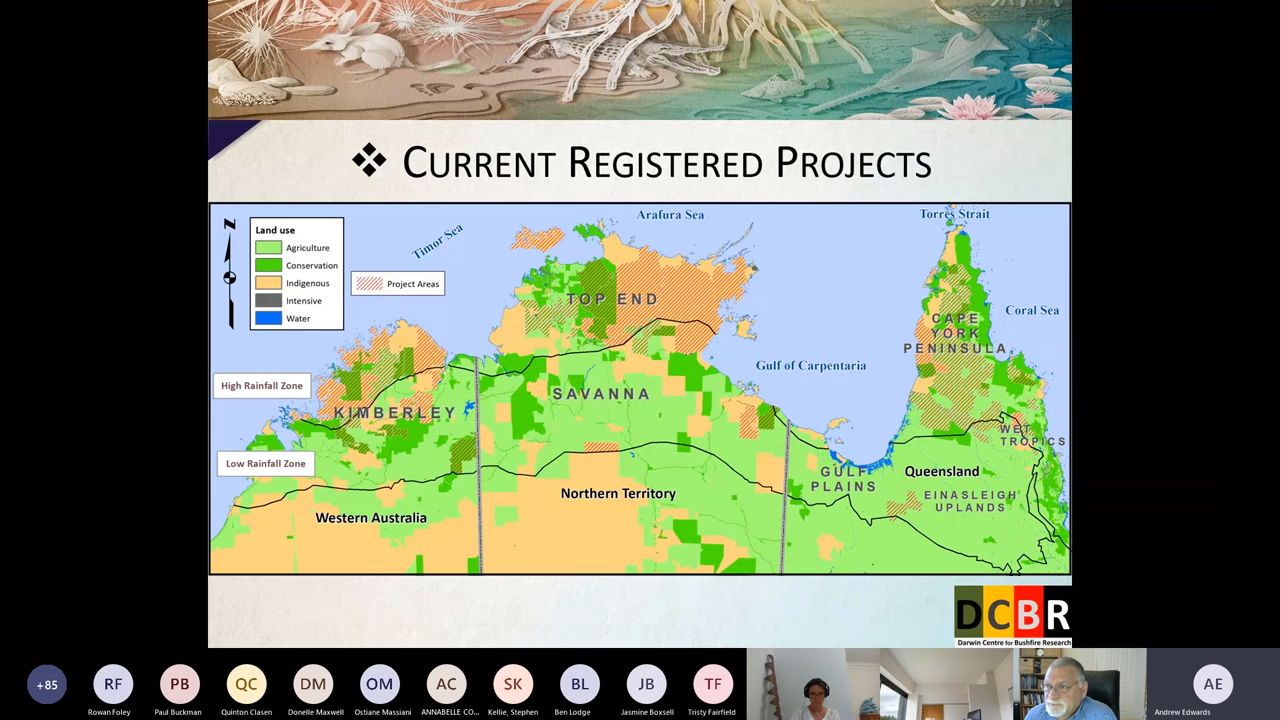 ❖ CURRENT REGISTERED PROJECTS
N
Land use
Agriculture
Conservation
Indigenous
Intensive
Water
Project Areas
Timor Sea
Arafura Sea
Torres Strait
Coral Sea
Gulf of Carpentaria
High Rainfall Zone
Low Rainfall Zone
TOP END
CAPE
YORK
PENINSULA
KIMBERLEY
SAVANNA
WET
TROPICS
GULF
PLAINS
Queensland
EINASLEIGH
UPLANDS
Northern Territory
Western Australia
DCBR
Darwin Centre for Bushfire Research
+85
RF
PB
QC
DM
OM
AC
SK
BL
JB
TF
AE
Rowan Foley
Paul Buckman
Quinton Clasen
Donelle Maxwell
Ostiane Massiani
ANNABELLE CO...
Kellie, Stephen
Ben Lodge
Jasmine Boxsell
Tristy Fairfield
Andrew Edwards